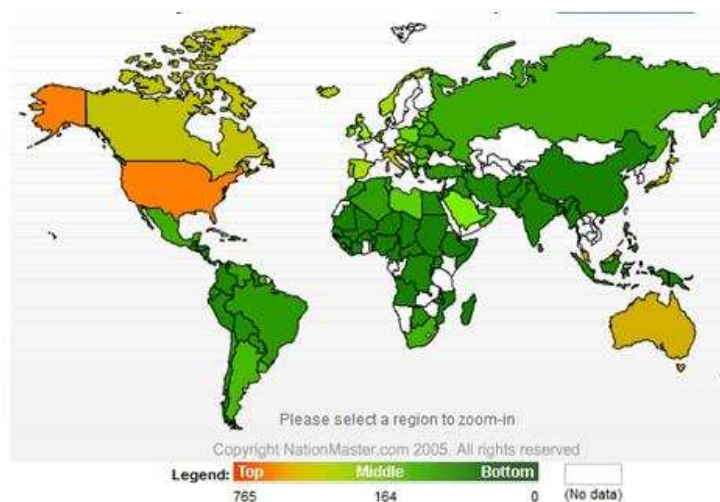 Please select a region to zoom-in
Copyright NationMaster.com 2005. All rights reserved
Legend: Top Middle Bottom
765 164 0 (No data)